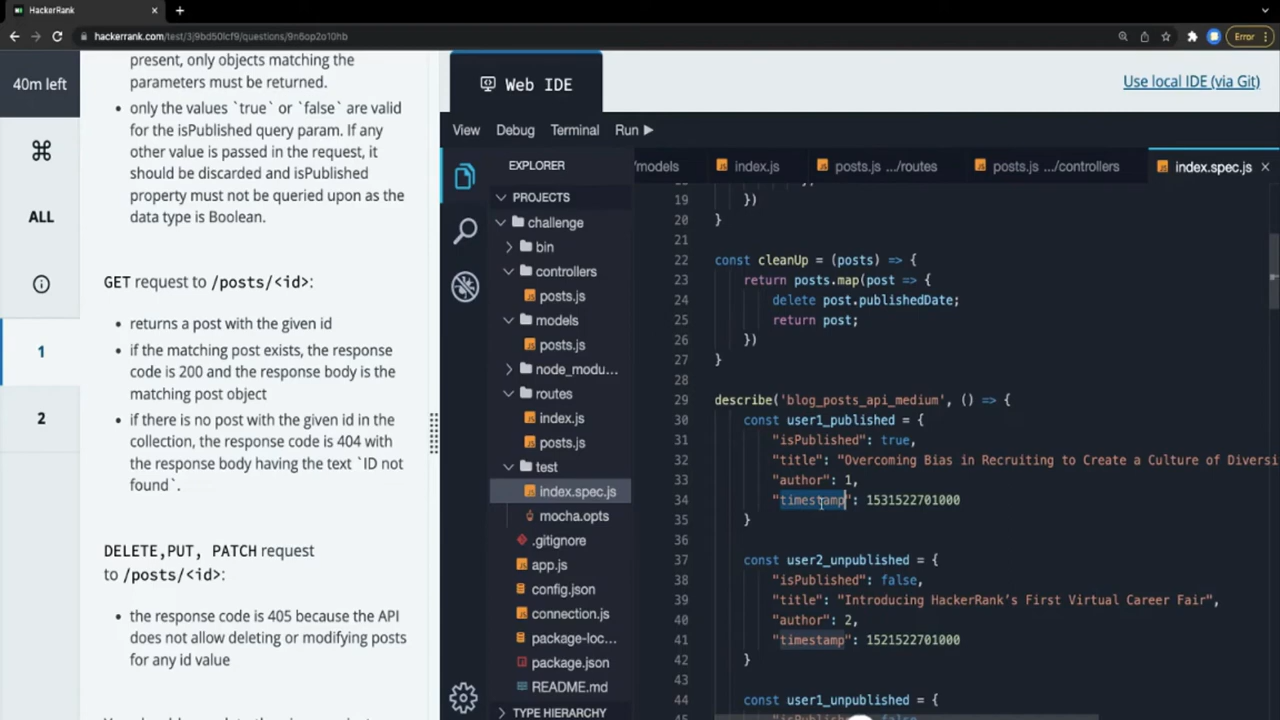 HackerRank
hackerrank.com/test/3j9bd50lcf9/questions/9n6op2o10hb
Error
40m left
ALL
1
2
present, only objects matching the
parameters must be returned.
only the values `true` or `false` are valid
for the isPublished query param. If any
other value is passed in the request, it
should be discarded and isPublished
property must not be queried upon as the
data type is Boolean.
GET request to /posts/<id>:
returns a post with the given id
if the matching post exists, the response
code is 200 and the response body is the
matching post object
if there is no post with the given id in the
collection, the response code is 404 with
the response body having the text `ID not
found`.
DELETE,PUT, PATCH request
to /posts/<id>:
the response code is 405 because the API
does not allow deleting or modifying posts
for any id value
Web IDE
Use local IDE (via Git)
View Debug Terminal Run
EXPLORER
PROJECTS
challenge
bin
controllers
posts.js
models
posts.js
node_modu...
routes
index.js
posts.js
test
index.spec.js
mocha.opts
.gitignore
app.js
config.json
connection.js
package-loc...
package.json
README.md
TYPE HIERARCHY
/models index.js posts.js .../routes posts.js .../controllers index.spec.js
19 })
20 }
21
22 const cleanUp = (posts) => {
23 return posts.map(post => {
24 delete post.publishedDate;
25 return post;
26 })
27 }
28
29 describe('blog_posts_api_medium', () => {
30 const user1_published = {
31 "isPublished": true,
32 "title": "Overcoming Bias in Recruiting to Create a Culture of Diversi
33 "author": 1,
34 "timestamp": 1531522701000
35 }
36
37 const user2_unpublished = {
38 "isPublished": false,
39 "title": "Introducing HackerRank’s First Virtual Career Fair",
40 "author": 2,
41 "timestamp": 1521522701000
42 }
43
44 const user1_unpublished = {